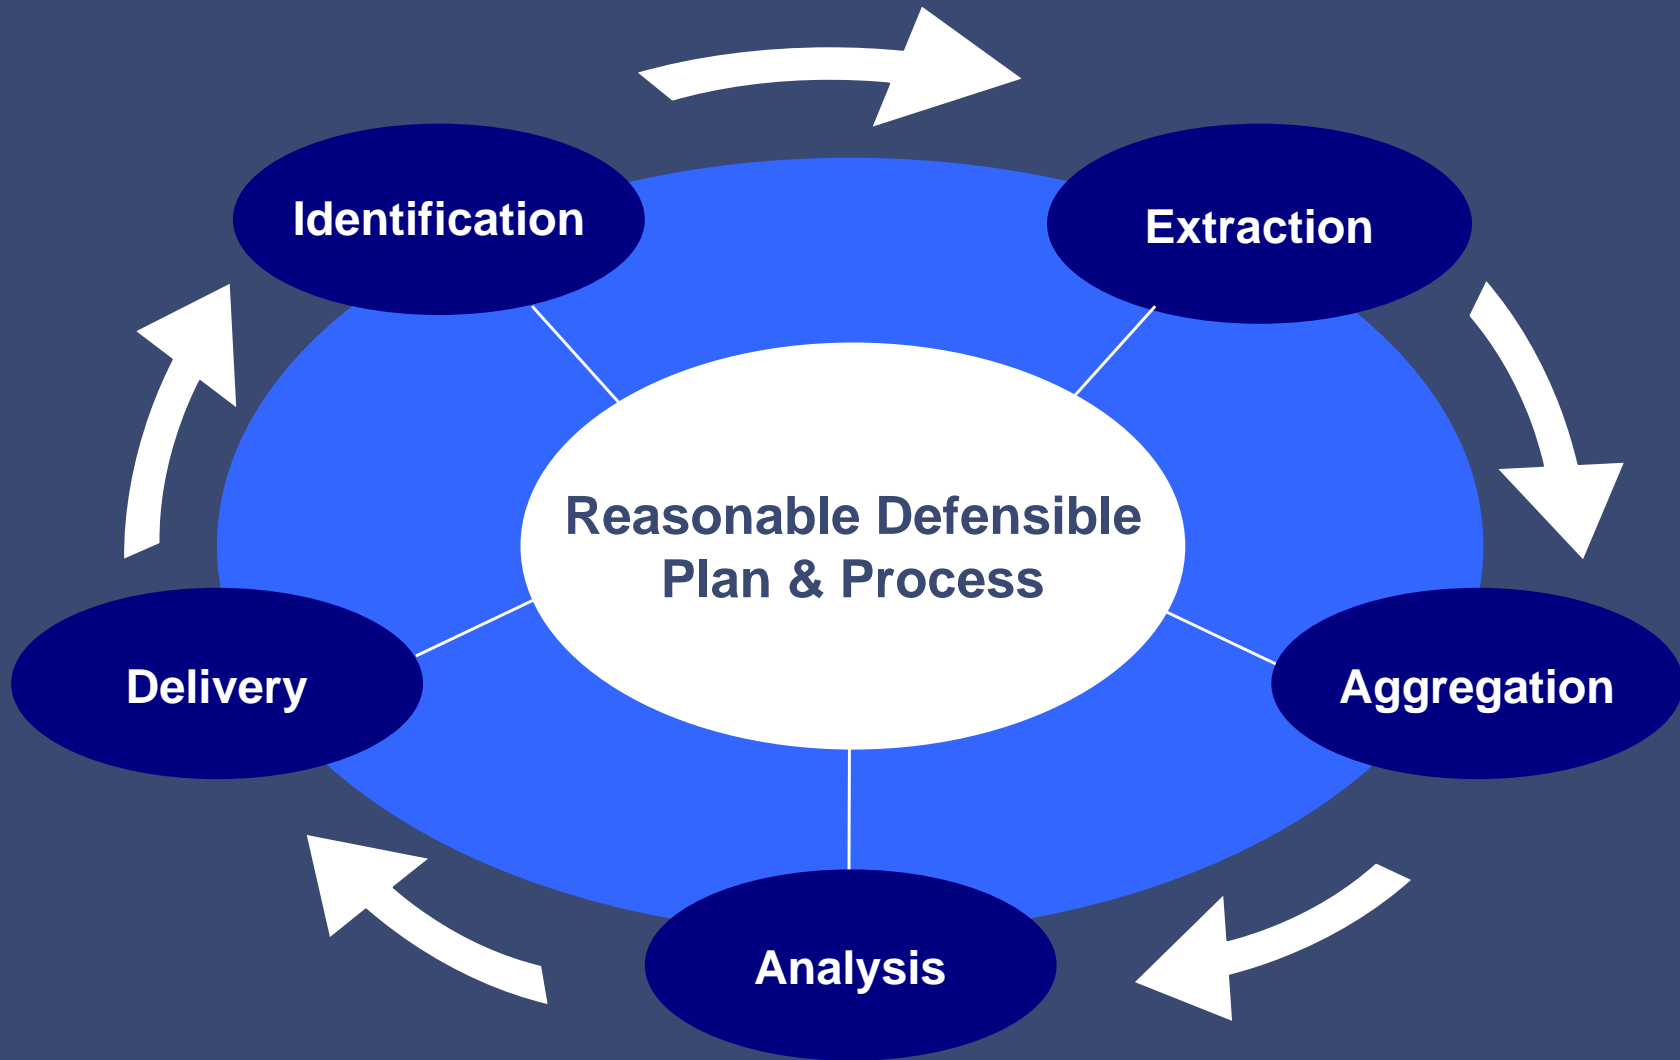 Identification
Extraction
Reasonable Defensible
Plan & Process
Delivery
Aggregation
Analysis